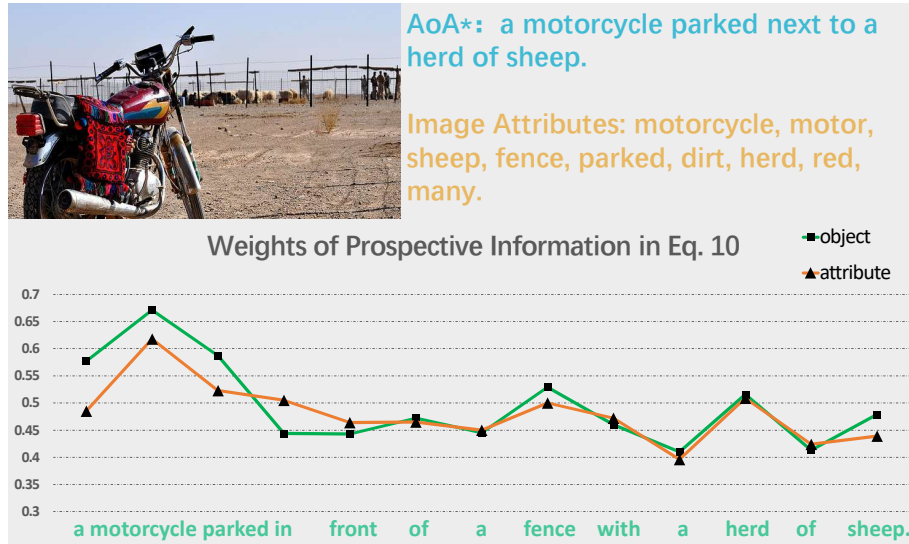 AoA*: a motorcycle parked next to a
herd of sheep.
Image Attributes: motorcycle, motor,
sheep, fence, parked, dirt, herd, red,
many.
Weights of Prospective Information in Eq. 10
object
attribute
0.7
0.65
0.6
0.55
0.5
0.45
0.4
0.35
0.3
a motorcycle parked in front of a fence with a herd of sheep.